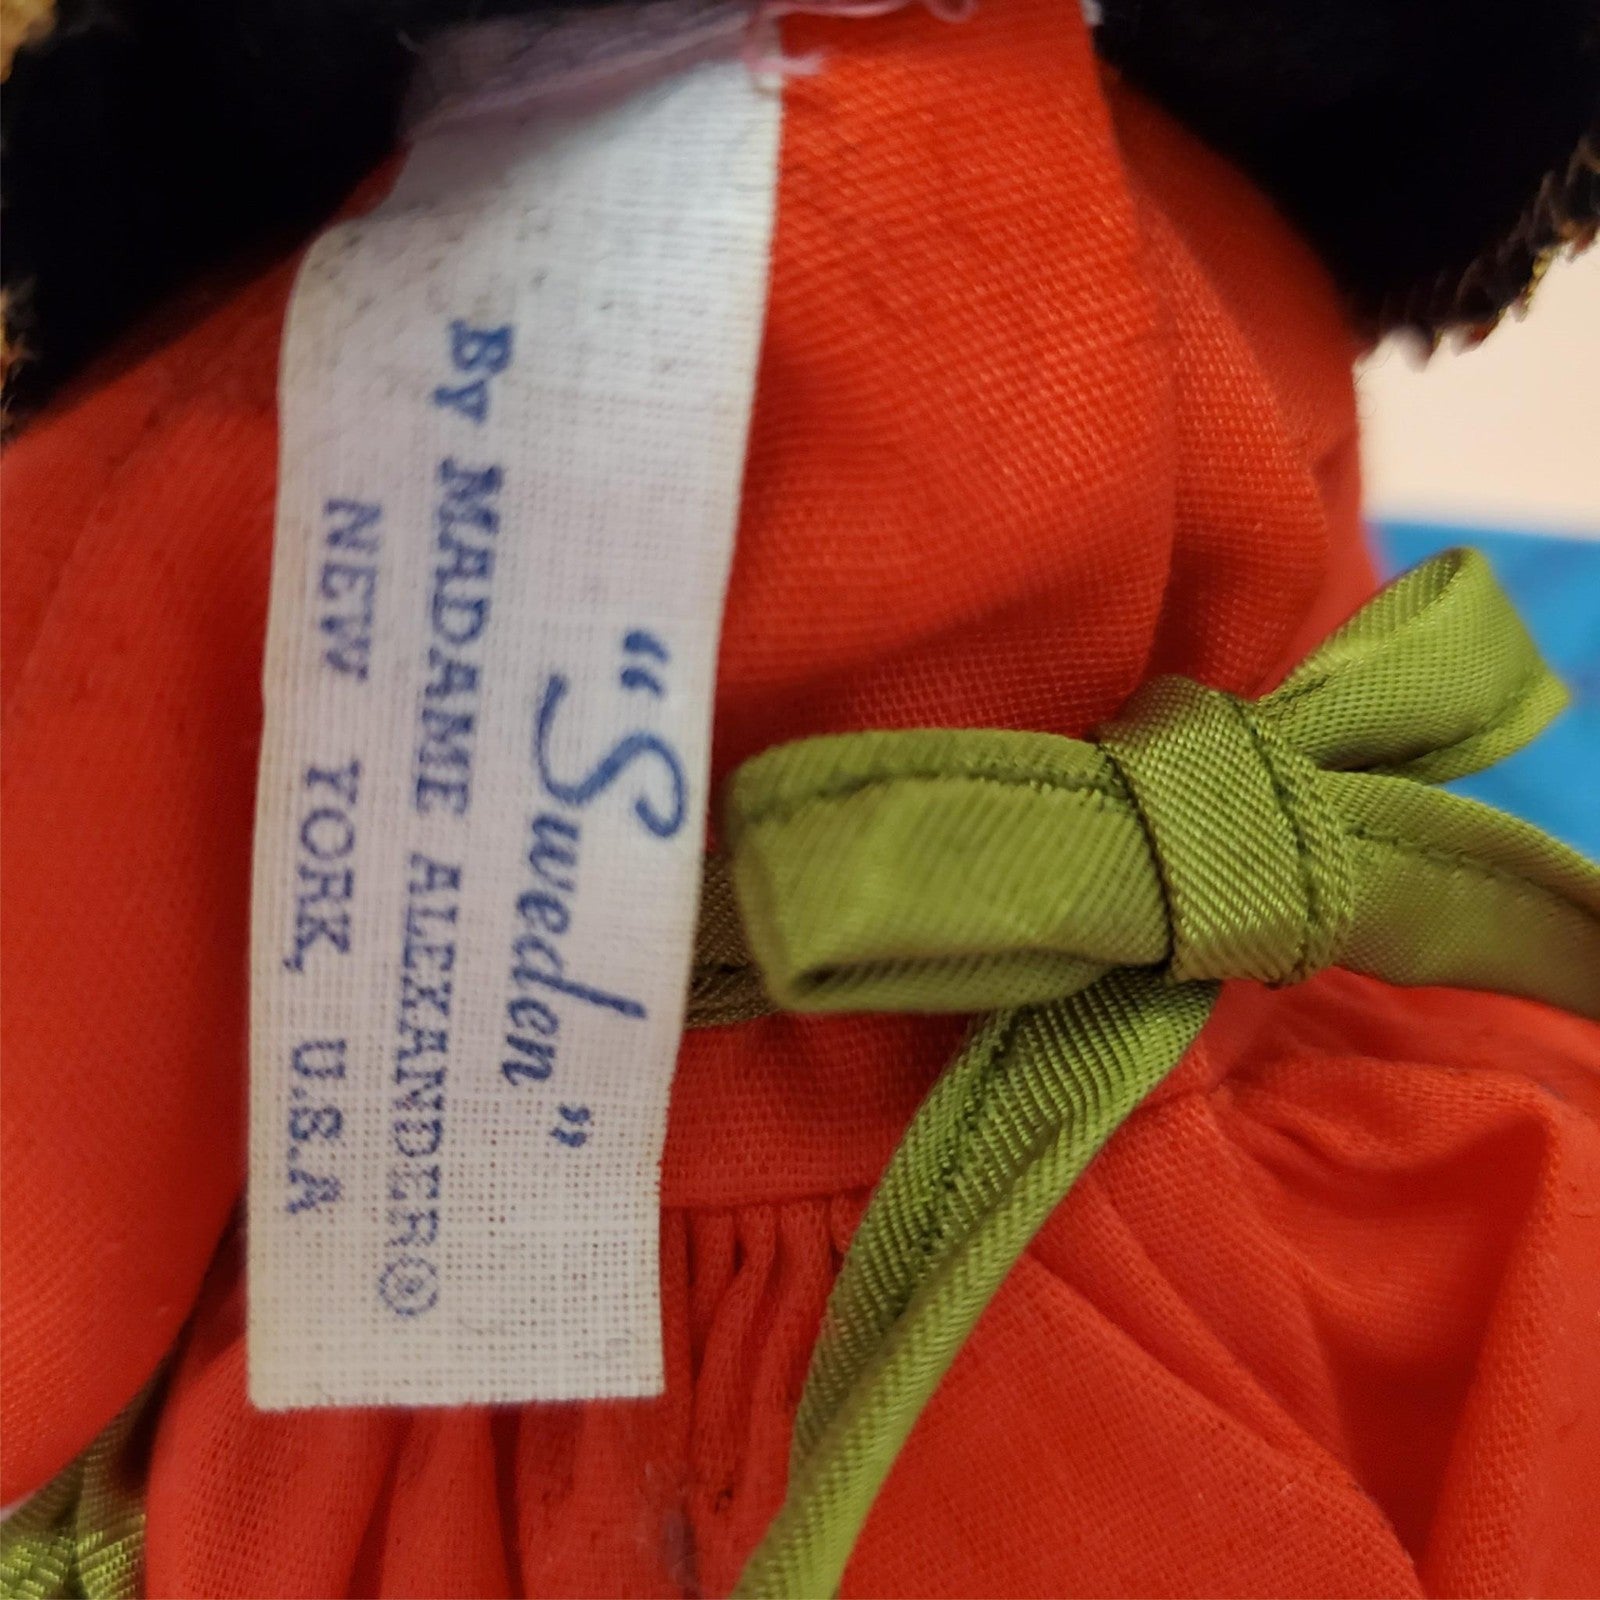 “Sweden”
By MADAME ALEXANDER®
NEW YORK, U.S.A